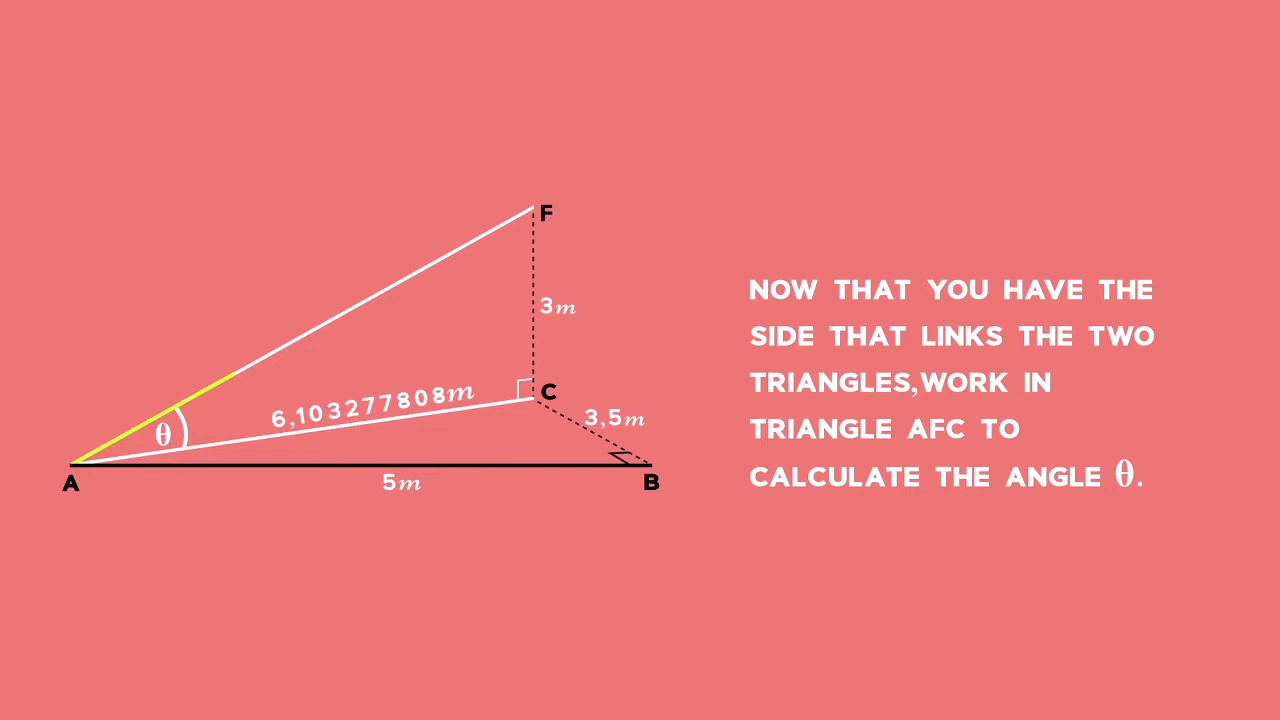 F
3m
C
6,103277808m
3,5m
θ
A
5m
B
NOW THAT YOU HAVE THE
SIDE THAT LINKS THE TWO
TRIANGLES,WORK IN
TRIANGLE AFC TO
CALCULATE THE ANGLE θ.